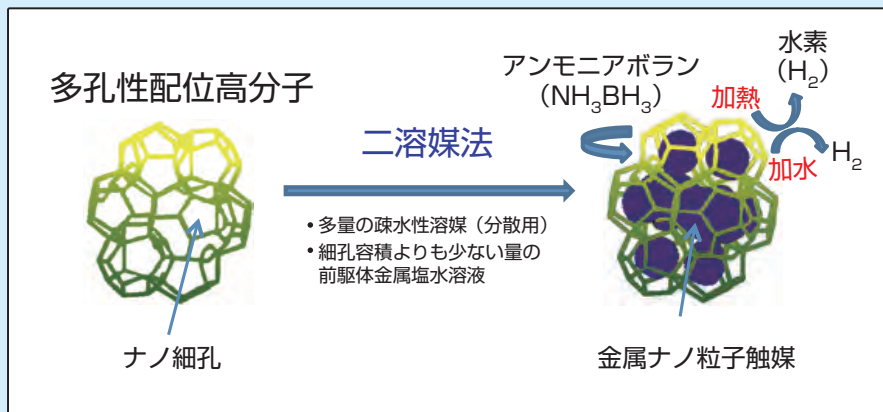 多孔性配位高分子
ナノ細孔
二溶媒法
• 多量の疎水性溶媒（分散用）
• 細孔容積よりも少ない量の
前駆体金属塩水溶液
アンモニアボラン
（NH₃BH₃）
水素
（H₂）
加熱
H₂
加水
金属ナノ粒子触媒